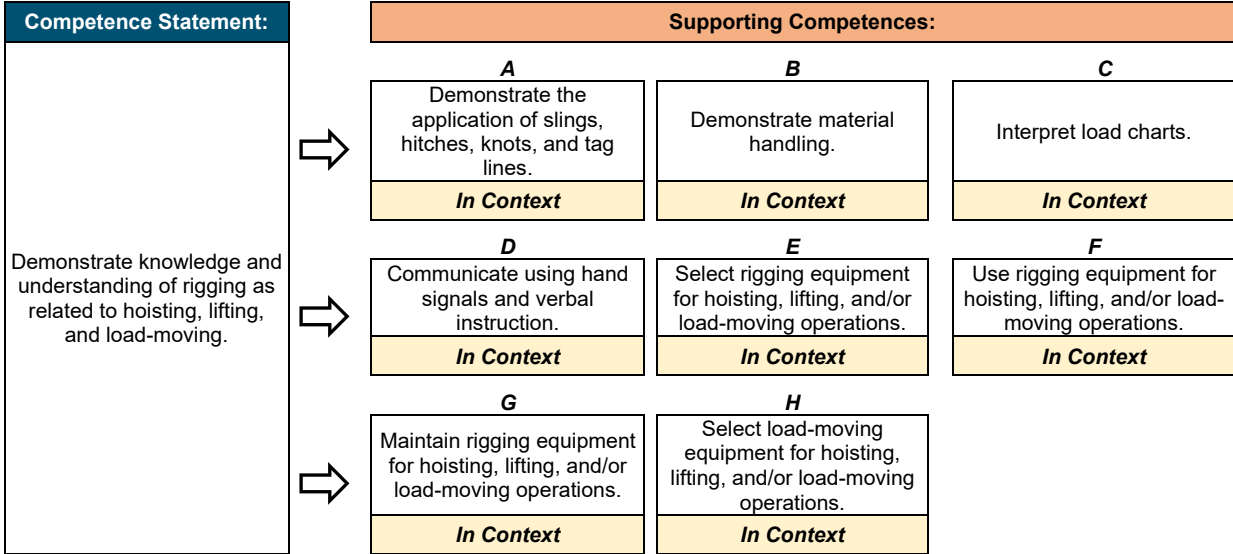 Competence Statement:
Supporting Competences:
Demonstrate knowledge and
understanding of rigging as
related to hoisting, lifting,
and load-moving.
A
Demonstrate the
application of slings,
hitches, knots, and tag
lines.
In Context
B
Demonstrate material
handling.
In Context
C
Interpret load charts.
In Context
D
Communicate using hand
signals and verbal
instruction.
In Context
E
Select rigging equipment
for hoisting, lifting, and/or
load-moving operations.
In Context
F
Use rigging equipment for
hoisting, lifting, and/or load-
moving operations.
In Context
G
Maintain rigging equipment
for hoisting, lifting, and/or
load-moving operations.
In Context
H
Select load-moving
equipment for hoisting,
lifting, and/or load-moving
operations.
In Context